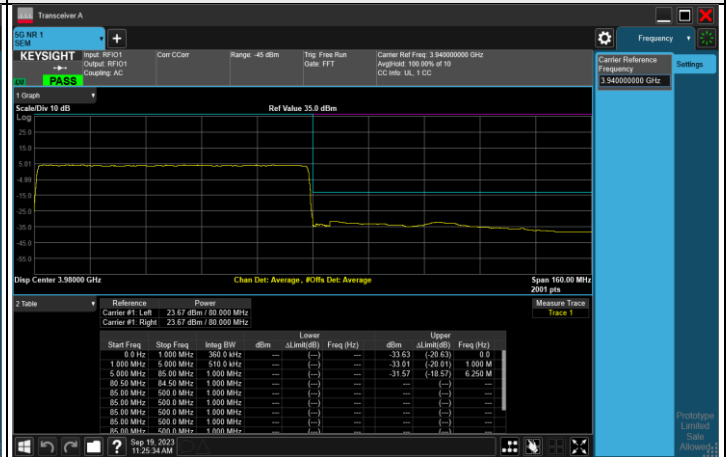 Transceiver A
5G NR 1
SEM
Frequency
KEYSIGHT
Input: RFIO1
Output: RFIO1
Coupling: AC
Corr CCorr
Range: -45 dBm
Trig: Free Run
Gate: FFT
Carrier Ref Freq: 3.940000000 GHz
Avg|Hold: 100.00% of 10
CC Info: UL, 1 CC
PASS
Carrier Reference
Frequency
3.940000000 GHz
Settings
1 Graph
Scale/Div 10 dB
Ref Value 35.0 dBm
Log
25.0
15.0
5.01
-4.99
-15.0
-25.0
-35.0
-45.0
-55.0
Disp Center 3.98000 GHz
Chan Det: Average , #Offs Det: Average
Span 160.00 MHz
2001 pts
2 Table
Reference Power
Carrier #1: Left 23.67 dBm / 80.000 MHz
Carrier #1: Right 23.67 dBm / 80.000 MHz
Measure Trace
Trace 1
Lower Upper
Start Freq Stop Freq Integ BW dBm ΔLimit(dB) Freq (Hz) dBm ΔLimit(dB) Freq (Hz)
0.0 Hz 1.000 MHz 360.0 kHz --- (---) --- -33.63 (-20.63) 0.0
1.000 MHz 5.000 MHz 510.0 kHz --- (---) --- -33.01 (-20.01) 1.000 M
5.000 MHz 85.00 MHz 1.000 MHz --- (---) --- -31.57 (-18.57) 6.250 M
80.50 MHz 84.50 MHz 1.000 MHz --- (---) --- --- (---) ---
85.00 MHz 500.0 MHz 1.000 MHz --- (---) --- --- (---) ---
85.00 MHz 500.0 MHz 1.000 MHz --- (---) --- --- (---) ---
85.00 MHz 500.0 MHz 1.000 MHz --- (---) --- --- (---) ---
85.00 MHz 500.0 MHz 1.000 MHz --- (---) --- --- (---) ---
85.00 MHz 500.0 MHz 1.000 MHz --- (---) --- --- (---) ---
Sep 19, 2023
11:25:34 AM
Prototype
Limited
Sale
Allowed